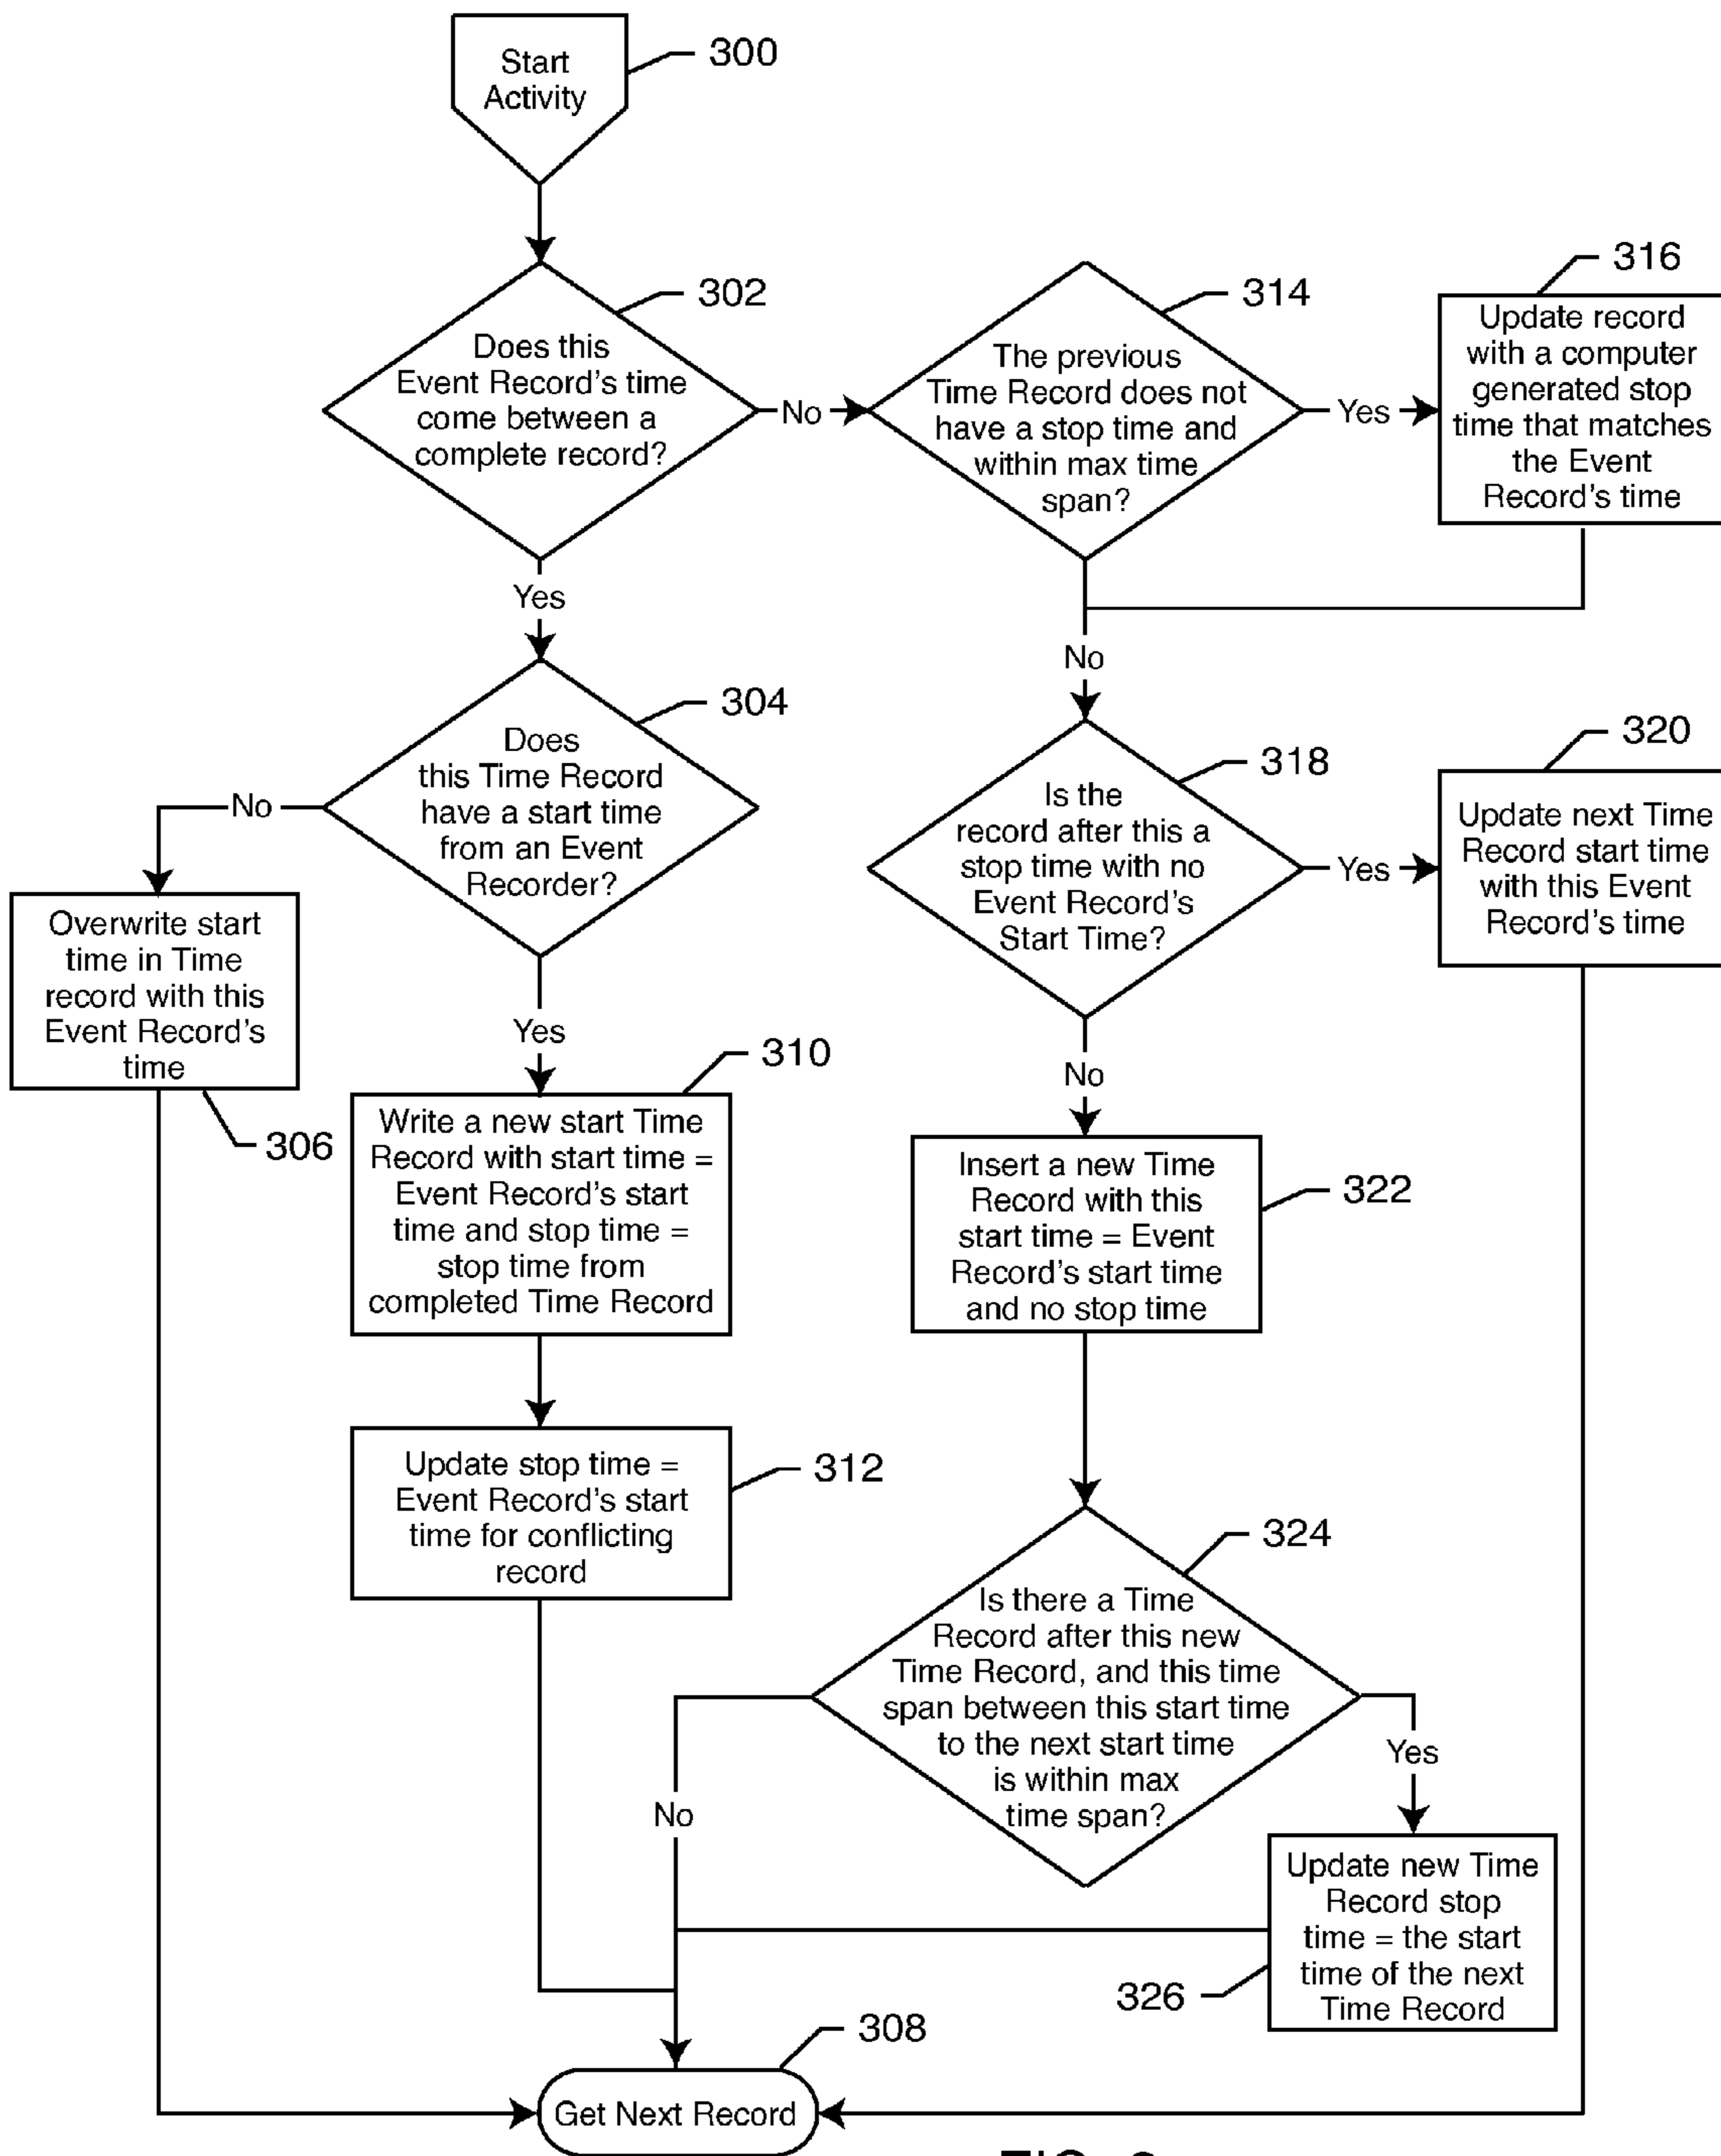 Start
Activity
300
302
Does this
Event Record's time
come between a
complete record?
No
314
The previous
Time Record does not
have a stop time and
within max time
span?
Yes
316
Update record
with a computer
generated stop
time that matches
the Event
Record's time
Yes
No
304
Does
this Time Record
have a start time
from an Event
Recorder?
No
318
Is the
record after this a
stop time with no
Event Record's
Start Time?
Yes
320
Update next Time
Record start time
with this Event
Record's time
Overwrite start
time in Time
record with this
Event Record's
time
306
Yes
No
310
Write a new start Time
Record with start time =
Event Record's start
time and stop time =
stop time from
completed Time Record
322
Insert a new Time
Record with this
start time = Event
Record's start time
and no stop time
312
Update stop time =
Event Record's start
time for conflicting
record
324
Is there a Time
Record after this new
Time Record, and this time
span between this start time
to the next start time
is within max
time span?
Yes
No
Update new Time
Record stop
time = the start
time of the next
Time Record
326
308
Get Next Record